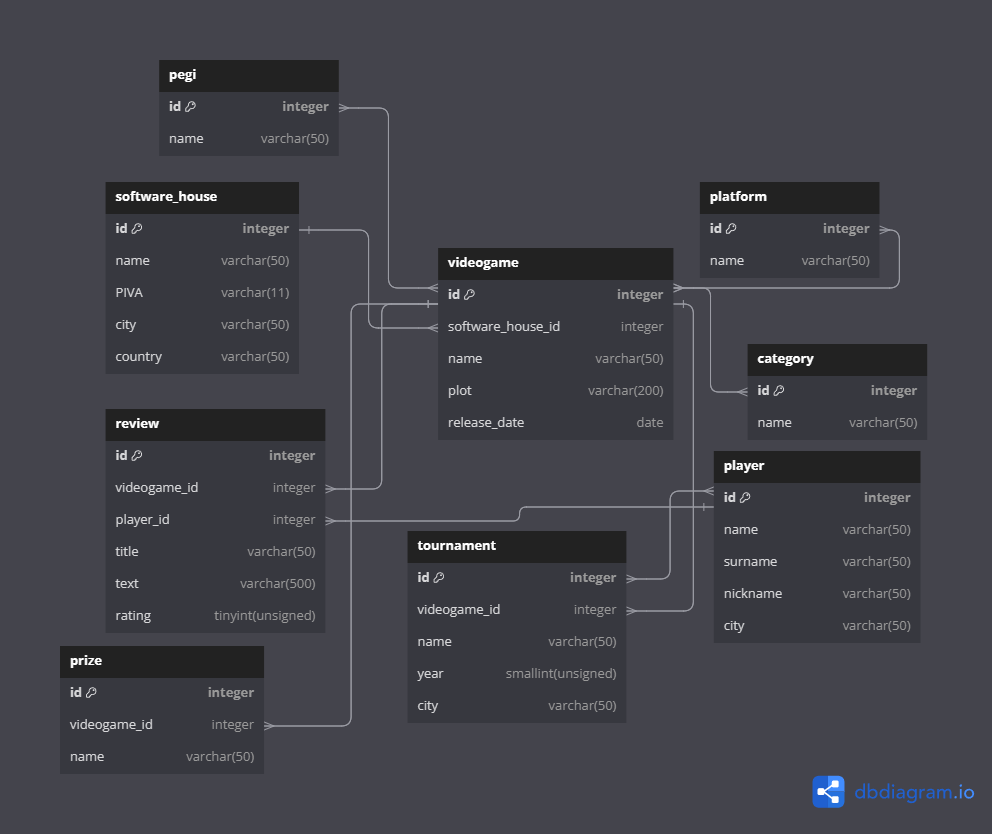 pegi
id integer
name varchar(50)
software_house
id integer
name varchar(50)
PIVA varchar(11)
city varchar(50)
country varchar(50)
platform
id integer
name varchar(50)
videogame
id integer
software_house_id integer
name varchar(50)
plot varchar(200)
release_date date
category
id integer
name varchar(50)
review
id integer
videogame_id integer
player_id integer
title varchar(50)
text varchar(500)
rating tinyint(unsigned)
player
id integer
name varchar(50)
surname varchar(50)
nickname varchar(50)
city varchar(50)
tournament
id integer
videogame_id integer
name varchar(50)
year smallint(unsigned)
city varchar(50)
prize
id integer
videogame_id integer
name varchar(50)
dbdiagram.io